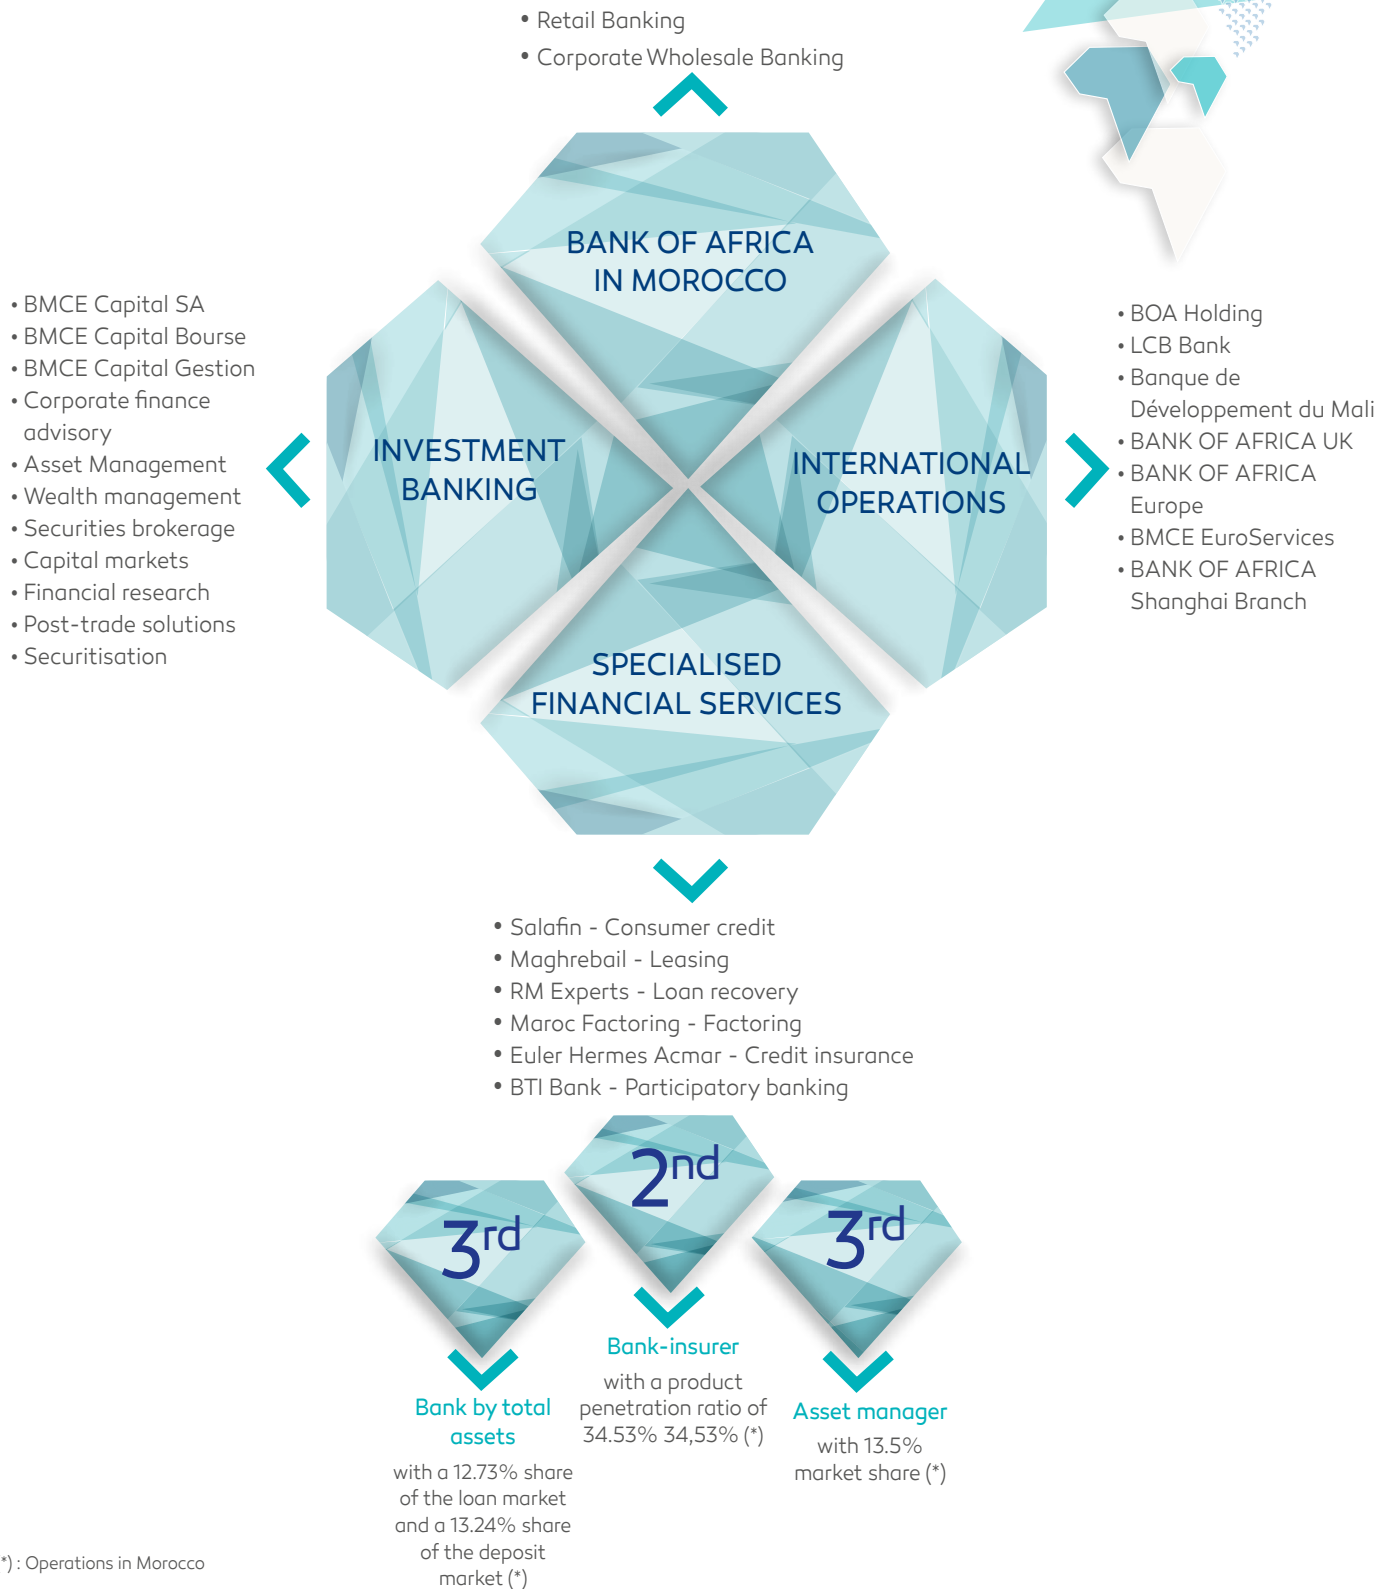 • Retail Banking
• Corporate Wholesale Banking
BANK OF AFRICA
IN MOROCCO
• BMCE Capital SA
• BMCE Capital Bourse
• BMCE Capital Gestion
• Corporate finance
advisory
• Asset Management
• Wealth management
• Securities brokerage
• Capital markets
• Financial research
• Post-trade solutions
• Securitisation
INVESTMENT
BANKING
INTERNATIONAL
OPERATIONS
• BOA Holding
• LCB Bank
• Banque de
Développement du Mali
• BANK OF AFRICA UK
• BANK OF AFRICA
Europe
• BMCE EuroServices
• BANK OF AFRICA
Shanghai Branch
SPECIALISED
FINANCIAL SERVICES
• Salafin - Consumer credit
• Maghrebail - Leasing
• RM Experts - Loan recovery
• Maroc Factoring - Factoring
• Euler Hermes Acmar - Credit insurance
• BTI Bank - Participatory banking
3rd
Bank by total
assets
with a 12.73% share
of the loan market
and a 13.24% share
of the deposit
market (*)
2nd
Bank-insurer
with a product
penetration ratio of
34.53% 34,53% (*)
3rd
Asset manager
with 13.5%
market share (*)
*) : Operations in Morocco